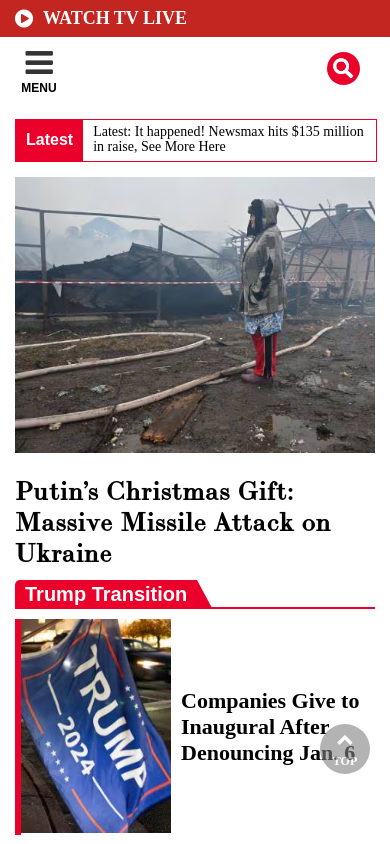 WATCH TV LIVE
MENU
Latest
Latest: It happened! Newsmax hits $135 million
in raise, See More Here
Putin’s Christmas Gift:
Massive Missile Attack on
Ukraine
Trump Transition
TRUMP
2024
Companies Give to
Inaugural After
Denouncing Jan. 6
TOP